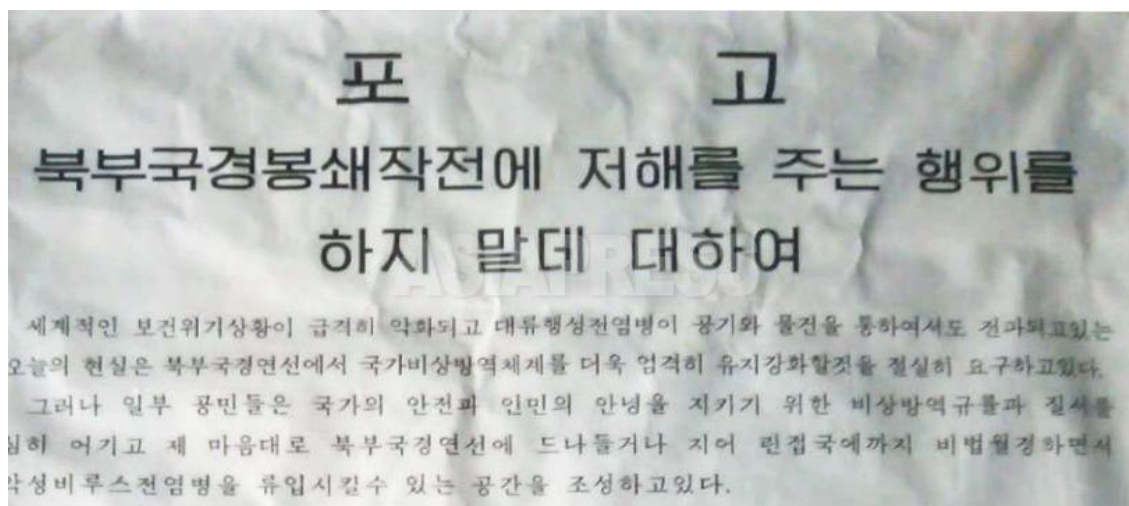 포 고
북부국경봉쇄작전에 저해를 주는 행위를
하지 말데 대하여
ASIAPRESS
세계적인 보건위기상황이 급격히 악화되고 대류행성전염병이 공기와 물건을 통하여서도 전파되고있는
오늘의 현실은 북부국경연선에서 국가비상방역체계를 더욱 엄격히 유지강화할것을 절실히 요구하고있다.
그러나 일부 공민들은 국가의 안전과 인민의 안녕을 지키기 위한 비상방역규률과 질서를
심히 어기고 제 마음대로 북부국경연선에 드나들거나 지어 린접국에까지 비법월경하면서
악성비루스전염병을 류입시킬수 있는 공간을 조성하고있다.